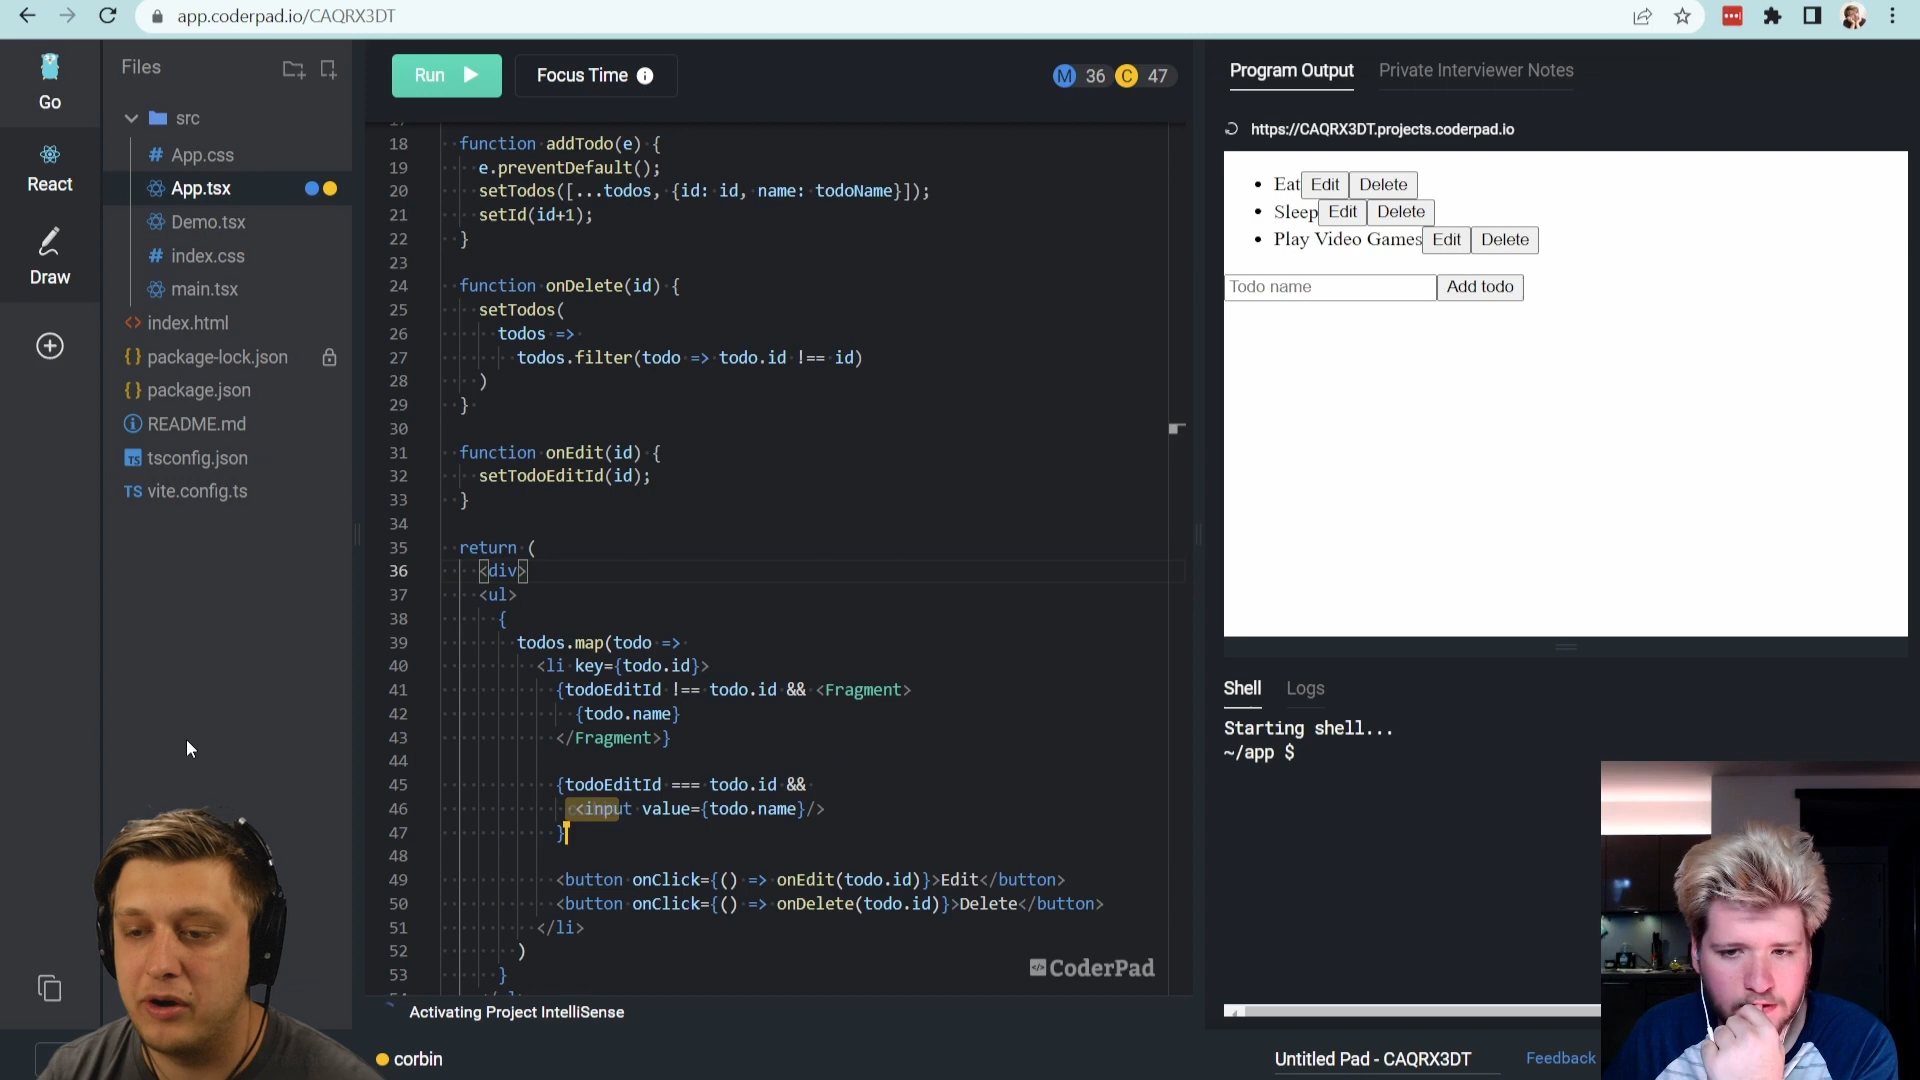 app.coderpad.io/CAQRX3DT
Go
React
Draw
Files
src
App.css
App.tsx
Demo.tsx
index.css
main.tsx
index.html
package-lock.json
package.json
README.md
tsconfig.json
vite.config.ts
Run
Focus Time
M 36 C 47
18 function addTodo(e) {
19 e.preventDefault();
20 setTodos([...todos, {id: id, name: todoName}]);
21 setId(id+1);
22 }
23
24 function onDelete(id) {
25 setTodos(
26 todos =>
27 todos.filter(todo => todo.id !== id)
28 )
29 }
30
31 function onEdit(id) {
32 setTodoEditId(id);
33 }
34
35 return (
36 <div>
37 <ul>
38 {
39 todos.map(todo =>
40 <li key={todo.id}>
41 {todoEditId !== todo.id && <Fragment>
42 {todo.name}
43 </Fragment>}
44
45 {todoEditId === todo.id &&
46 <input value={todo.name}/>
47 }
48
49 <button onClick={() => onEdit(todo.id)}>Edit</button>
50 <button onClick={() => onDelete(todo.id)}>Delete</button>
51 </li>
52 )
53 }
CoderPad
Activating Project IntelliSense
corbin
Program Output
Private Interviewer Notes
https://CAQRX3DT.projects.coderpad.io
• Eat Edit Delete
• Sleep Edit Delete
• Play Video Games Edit Delete
Todo name Add todo
Shell
Logs
Starting shell...
~/app $
Untitled Pad - CAQRX3DT
Feedback